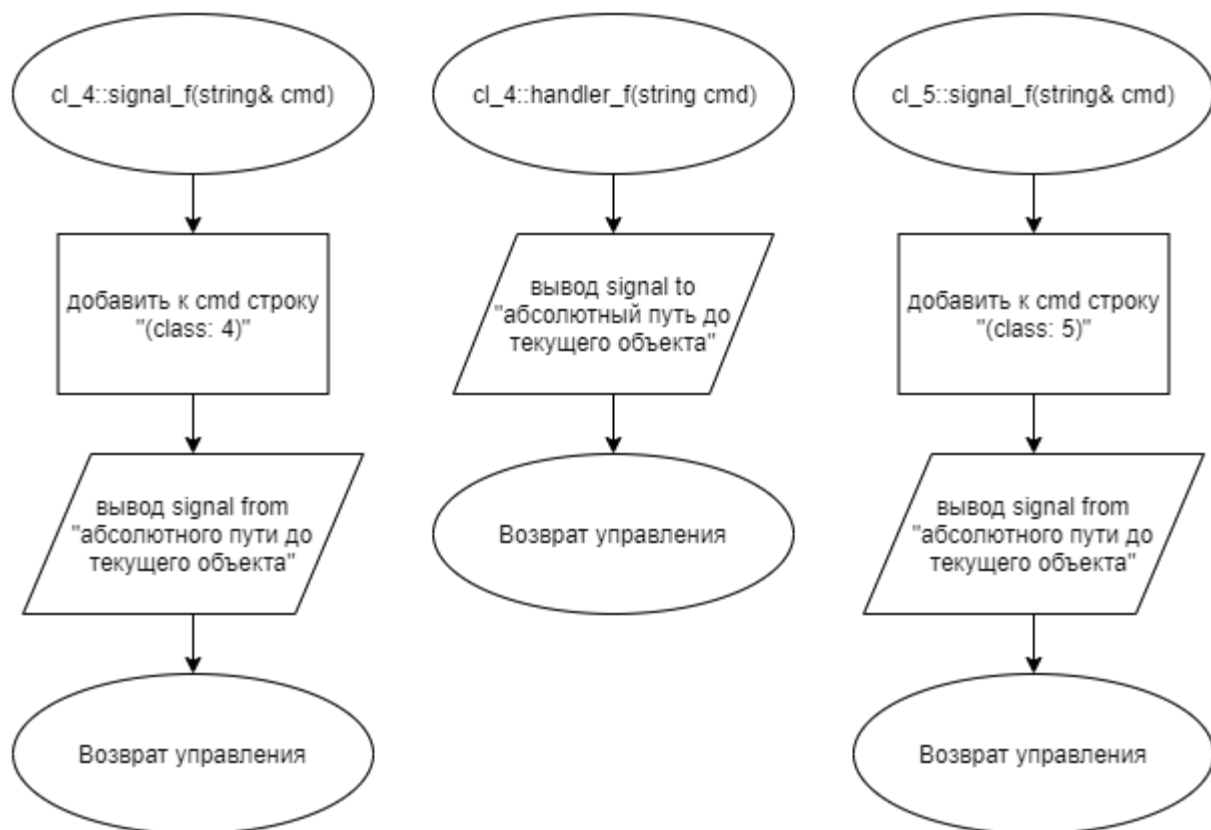 cl_4::signal_f(string& cmd)
добавить к cmd строку
"(class: 4)"
вывод signal from
"абсолютного пути до
текущего объекта"
Возврат управления
cl_4::handler_f(string cmd)
вывод signal to
"абсолютный путь до
текущего объекта"
Возврат управления
cl_5::signal_f(string& cmd)
добавить к cmd строку
"(class: 5)"
вывод signal from
"абсолютного пути до
текущего объекта"
Возврат управления